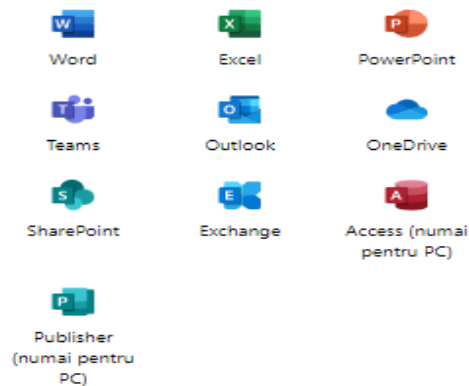 W
Word
X
Excel
P
PowerPoint
T
Teams
O
Outlook
OneDrive
S
SharePoint
E
Exchange
A
Access (numai
pentru PC)
P
Publisher
(numai pentru
PC)